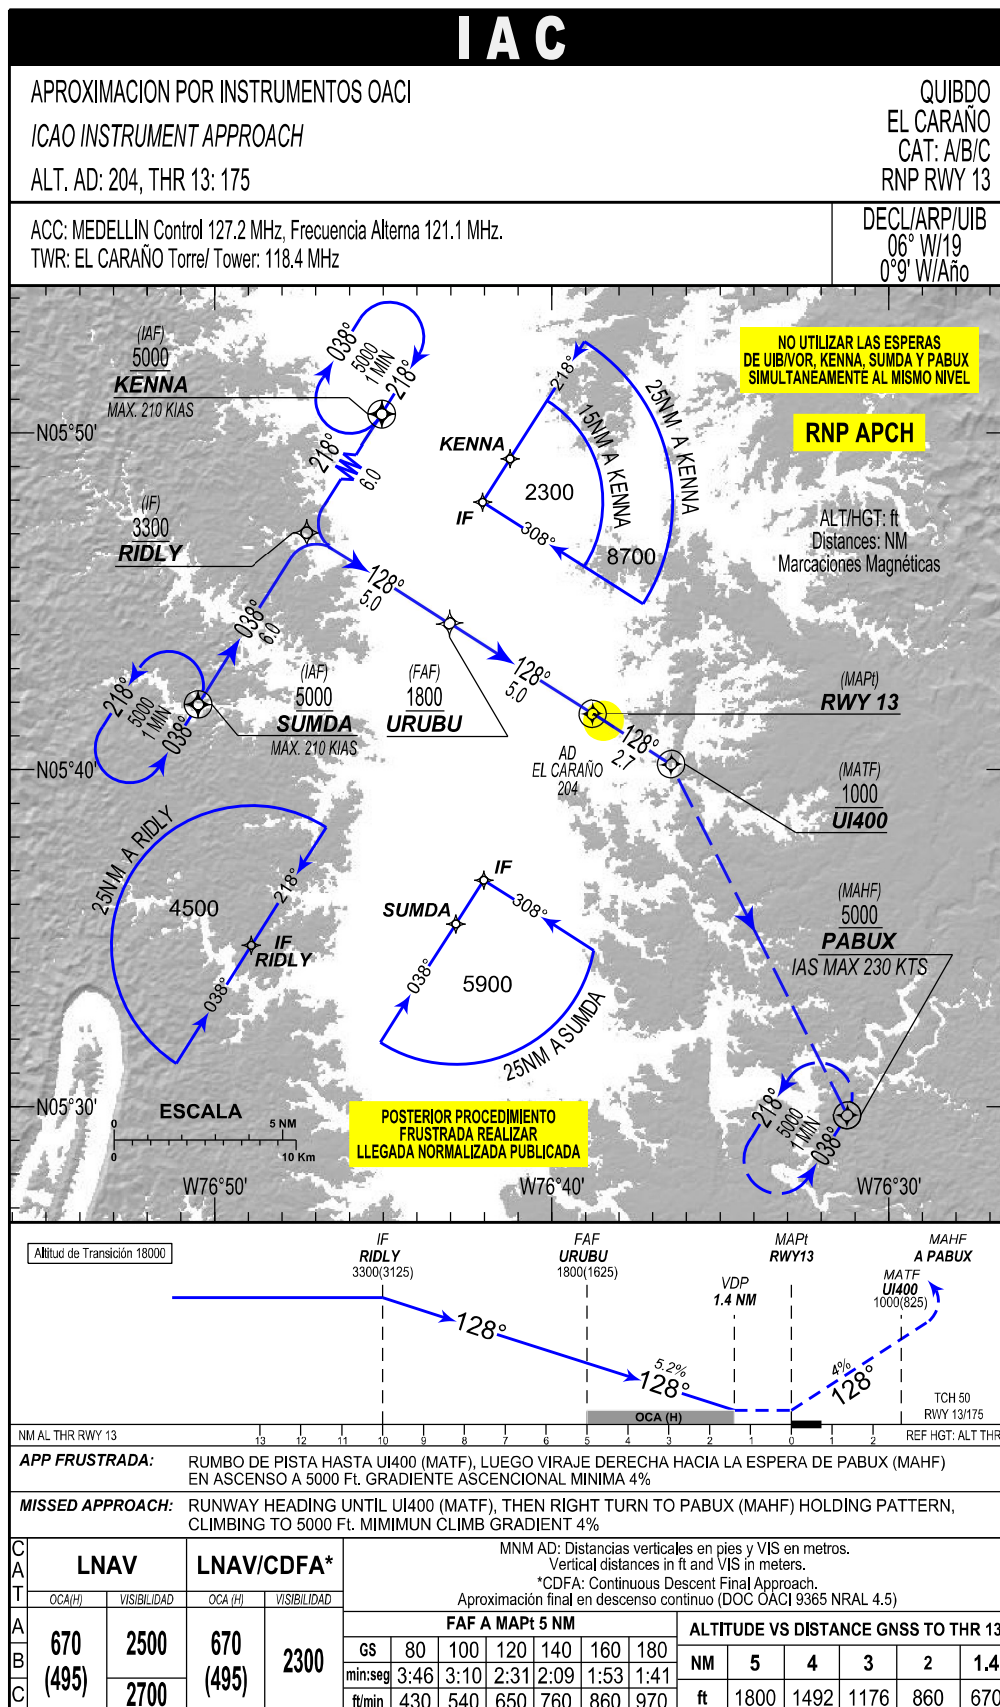 IAC
APROXIMACION POR INSTRUMENTOS OACI
ICAO INSTRUMENT APPROACH
ALT. AD: 204, THR 13: 175
QUIBDO
EL CARAÑO
CAT: A/B/C
RNP RWY 13
ACC: MEDELLIN Control 127.2 MHz, Frecuencia Alterna 121.1 MHz.
TWR: EL CARAÑO Torre/ Tower: 118.4 MHz
DECL/ARP/UIB
06° W/19
0°9' W/Año
(IAF)
5000
KENNA
MAX. 210 KIAS
038°
5000
1 MIN
218°
218°
6.0
N05°50'
(IF)
3300
RIDLY
NO UTILIZAR LAS ESPERAS
DE UIB/VOR, KENNA, SUMDA Y PABUX
SIMULTANEAMENTE AL MISMO NIVEL
RNP APCH
ALT/HGT: ft
Distances: NM
Marcaciones Magnéticas
218°
KENNA
IF
2300
15NM A KENNA
25NM A KENNA
308°
8700
128°
5.0
038°
6.0
218°
5000
1 MIN
038°
(IAF)
5000
SUMDA
MAX. 210 KIAS
(FAF)
1800
URUBU
128°
5.0
(MAPt)
RWY 13
128°
2.7
AD
EL CARAÑO
204
N05°40'
(MATF)
1000
UI400
25NM A RIDLY
4500
218°
IF
RIDLY
038°
IF
SUMDA
308°
038°
5900
25NM A SUMDA
(MAHF)
5000
PABUX
IAS MAX 230 KTS
218°
5000
1 MIN
038°
N05°30'
ESCALA
0
5 NM
0
10 Km
POSTERIOR PROCEDIMIENTO
FRUSTRADA REALIZAR
LLEGADA NORMALIZADA PUBLICADA
W76°50'
W76°40'
W76°30'
Altitud de Transición 18000
IF
RIDLY
3300(3125)
FAF
URUBU
1800(1625)
VDP
1.4 NM
MAPt
RWY13
MAHF
A PABUX
MATF
UI400
1000(825)
128°
5.2%
128°
4%
128°
OCA (H)
TCH 50
RWY 13/175
NM AL THR RWY 13
13 12 11 10 9 8 7 6 5 4 3 2 1 0 1 2
REF HGT: ALT THR
APP FRUSTRADA: RUMBO DE PISTA HASTA UI400 (MATF), LUEGO VIRAJE DERECHA HACIA LA ESPERA DE PABUX (MAHF)
EN ASCENSO A 5000 Ft. GRADIENTE ASCENCIONAL MINIMA 4%
MISSED APPROACH: RUNWAY HEADING UNTIL UI400 (MATF), THEN RIGHT TURN TO PABUX (MAHF) HOLDING PATTERN,
CLIMBING TO 5000 Ft. MIMIMUN CLIMB GRADIENT 4%
CAT
LNAV
LNAV/CDFA*
OCA(H) VISIBILIDAD OCA (H) VISIBILIDAD
A
B
C
670
(495)
2500
2700
670
(495)
2300
MNM AD: Distancias verticales en pies y VIS en metros.
Vertical distances in ft and VIS in meters.
*CDFA: Continuous Descent Final Approach.
Aproximación final en descenso continuo (DOC OACI 9365 NRAL 4.5)
FAF A MAPt 5 NM
GS 80 100 120 140 160 180
min:seg 3:46 3:10 2:31 2:09 1:53 1:41
ft/min 430 540 650 760 860 970
ALTITUDE VS DISTANCE GNSS TO THR 13
NM 5 4 3 2 1.4
ft 1800 1492 1176 860 670